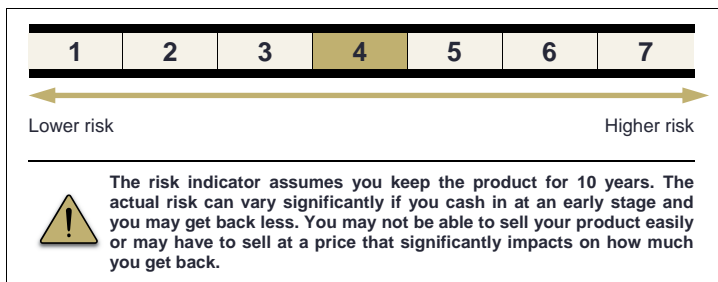 1 2 3 4 5 6 7
Lower risk Higher risk
The risk indicator assumes you keep the product for 10 years. The
actual risk can vary significantly if you cash in at an early stage and
you may get back less. You may not be able to sell your product easily
or may have to sell at a price that significantly impacts on how much
you get back.